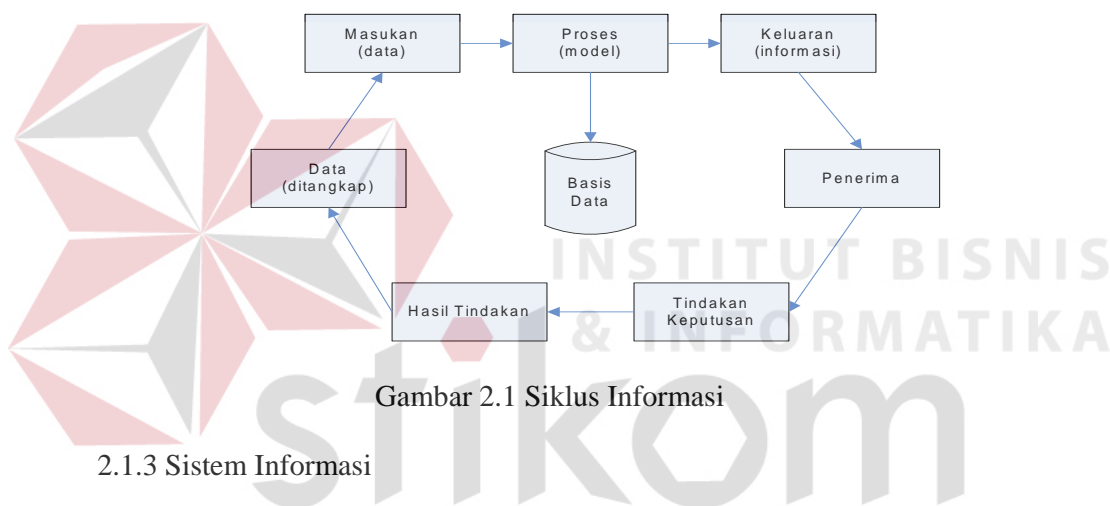 Masukan
(data)
Proses
(model)
Keluaran
(informasi)
Data
(ditangkap)
Basis
Data
Penerima
INSTITUT BISNIS
Hasil Tindakan
Tindakan
Keputusan
& INFORMATIKA
Gambar 2.1 Siklus Informasi
stikom
2.1.3 Sistem Informasi